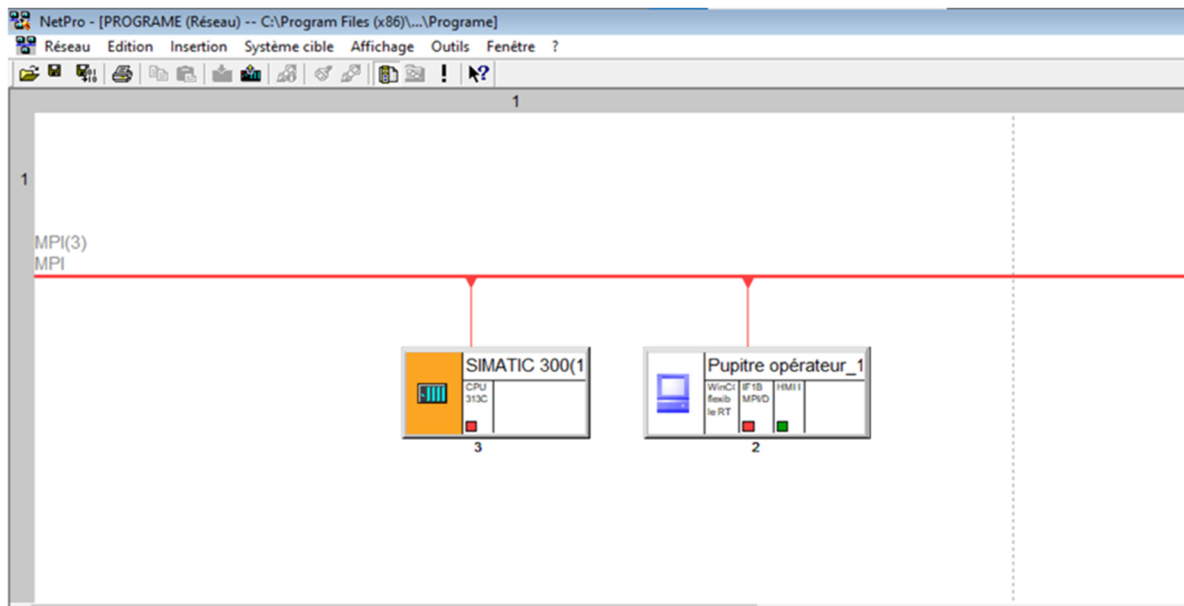 NetPro - [PROGRAME (Réseau) -- C:\Program Files (x86)\...\Programe]
Réseau Edition Insertion Système cible Affichage Outils Fenêtre ?
1
1
MPI(3)
MPI
SIMATIC 300(1
CPU
313C
3
Pupitre opérateur_1
WinC
flexib
le RT
IF1B
MPI/D
HMI I
2